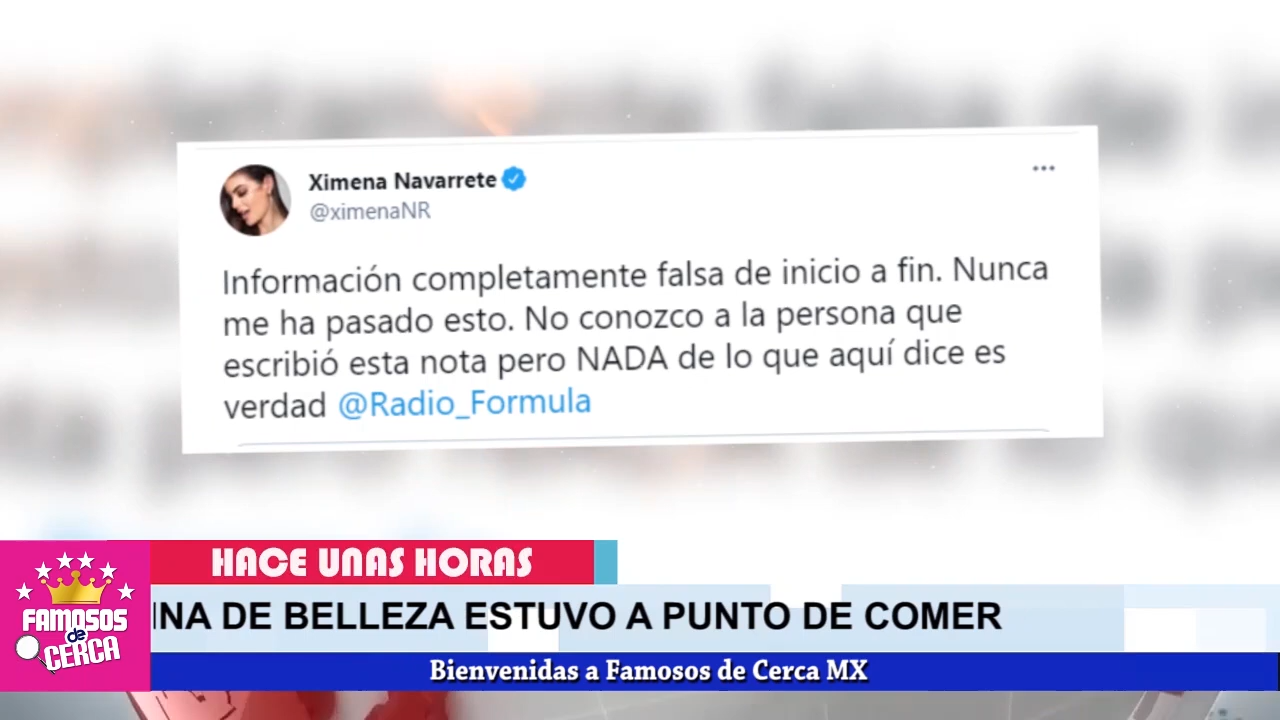 Ximena Navarrete
@ximenaNR
Información completamente falsa de inicio a fin. Nunca
me ha pasado esto. No conozco a la persona que
escribió esta nota pero NADA de lo que aquí dice es
verdad @Radio_Formula
HACE UNAS HORAS
INA DE BELLEZA ESTUVO A PUNTO DE COMER
FAMOSOS
de
CERCA
Bienvenidas a Famosos de Cerca MX